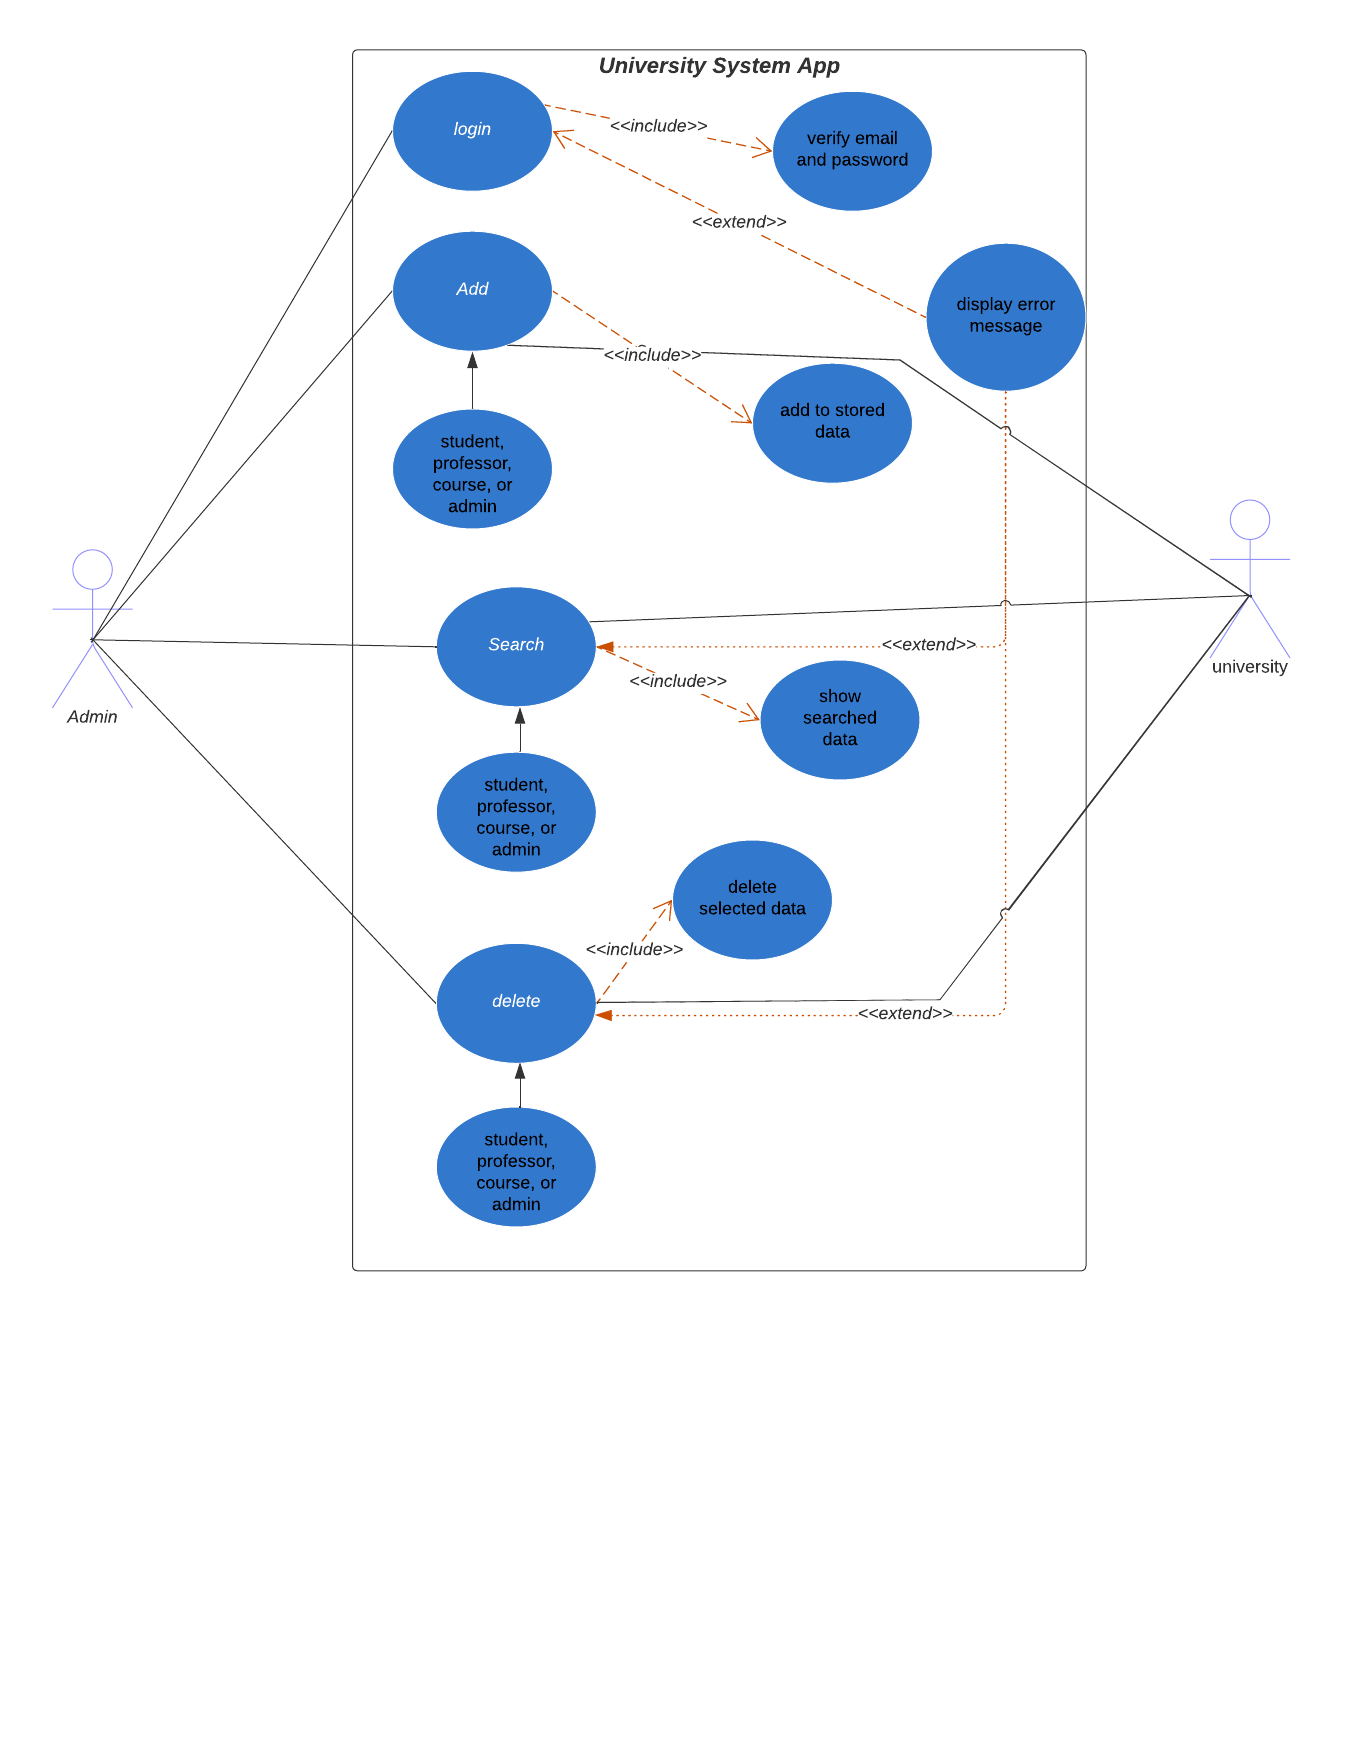 University System App
login
<<include>>
verify email
and password
<<extend>>
Add
display error
message
<<include>>
add to stored
data
student,
professor,
course, or
admin
Search
<<extend>>
<<include>>
show
searched
data
university
Admin
student,
professor,
course, or
admin
delete
selected data
<<include>>
delete
<<extend>>
student,
professor,
course, or
admin